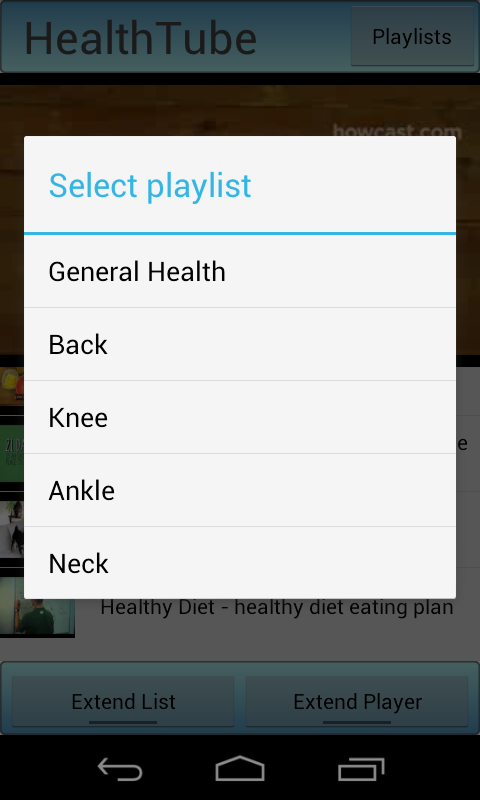 HealthTube
Playlists
howcast.com
Select playlist
General Health
Back
Knee
Ankle
Neck
Healthy Diet - healthy diet eating plan
Extend List
Extend Player